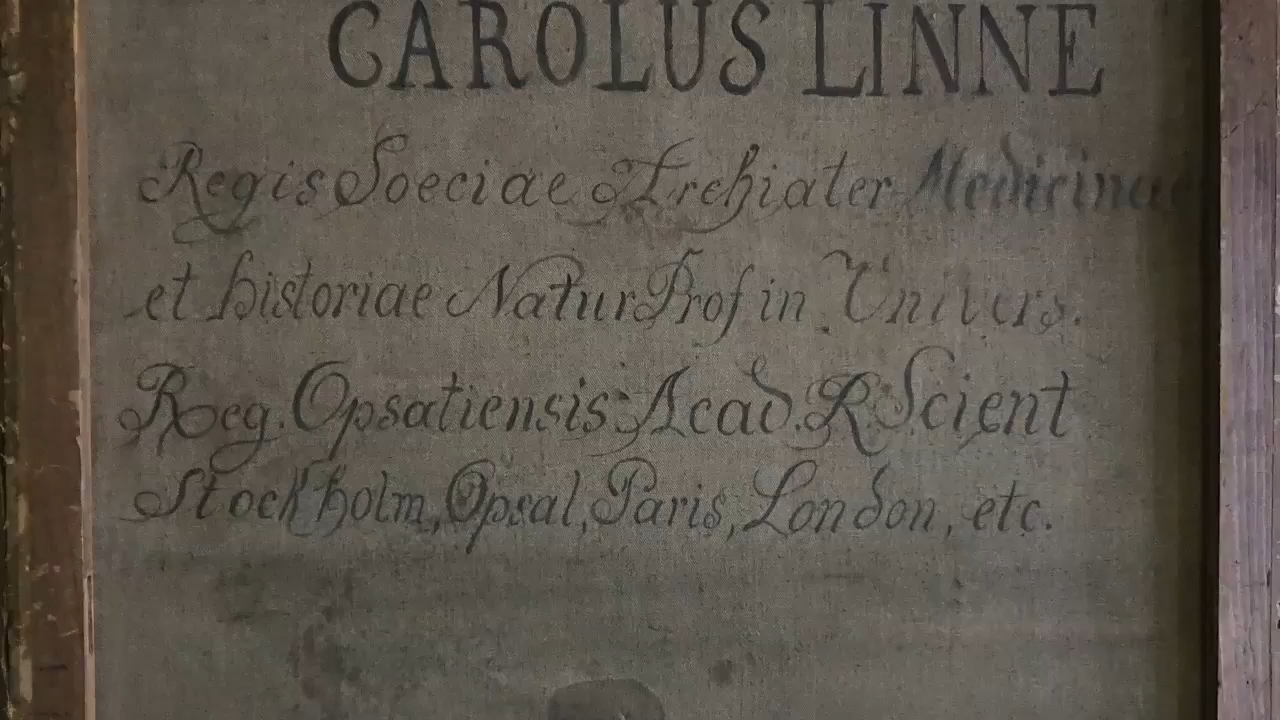 CAROLUS LINNE
Regis Soeciae Archiater Medicinae
et historiae Natur Prof in Univers.
Reg. Opsatiensis Acad. R Scient
Stockholm, Opsal, Paris, London, etc.